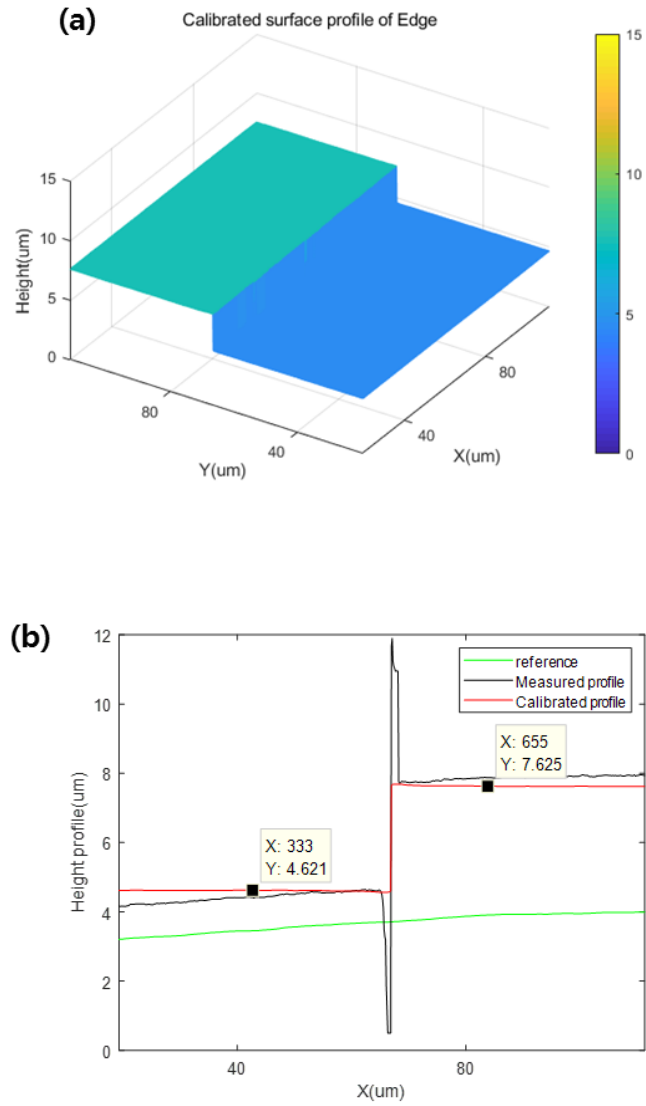 (a)
Calibrated surface profile of Edge
15
10
5
0
Height(um)
80
40
Y(um)
40
80
X(um)
15
10
5
0
(b)
12
10
8
6
4
2
0
Height profile(um)
reference
Measured profile
Calibrated profile
X: 655
Y: 7.625
X: 333
Y: 4.621
40
80
X(um)